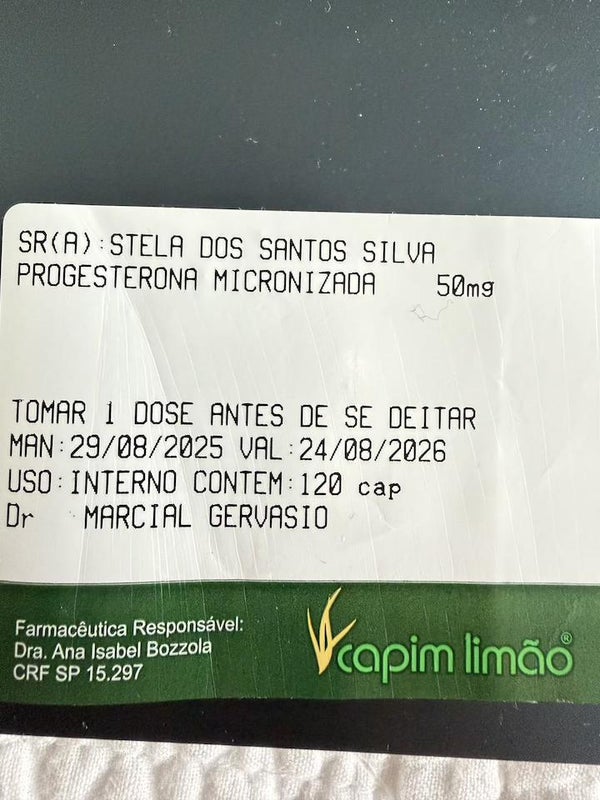 SR(A):STELA DOS SANTOS SILVA
PROGESTERONA MICRONIZADA 50mg
TOMAR 1 DOSE ANTES DE SE DEITAR
MAN:29/08/2025 VAL:24/08/2026
USO:INTERNO CONTEM:120 cap
Dr MARCIAL GERVASIO
Farmacêutica Responsável:
Dra. Ana Isabel Bozzola
CRF SP 15.297
capim limão®